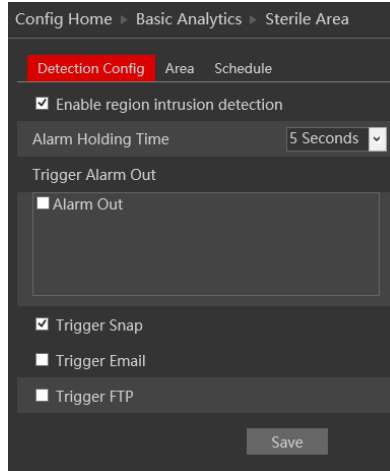 Config Home ▶ Basic Analytics ▶ Sterile Area
Detection Config Area Schedule
Enable region intrusion detection
Alarm Holding Time 5 Seconds
Trigger Alarm Out
Alarm Out
Trigger Snap
Trigger Email
Trigger FTP
Save